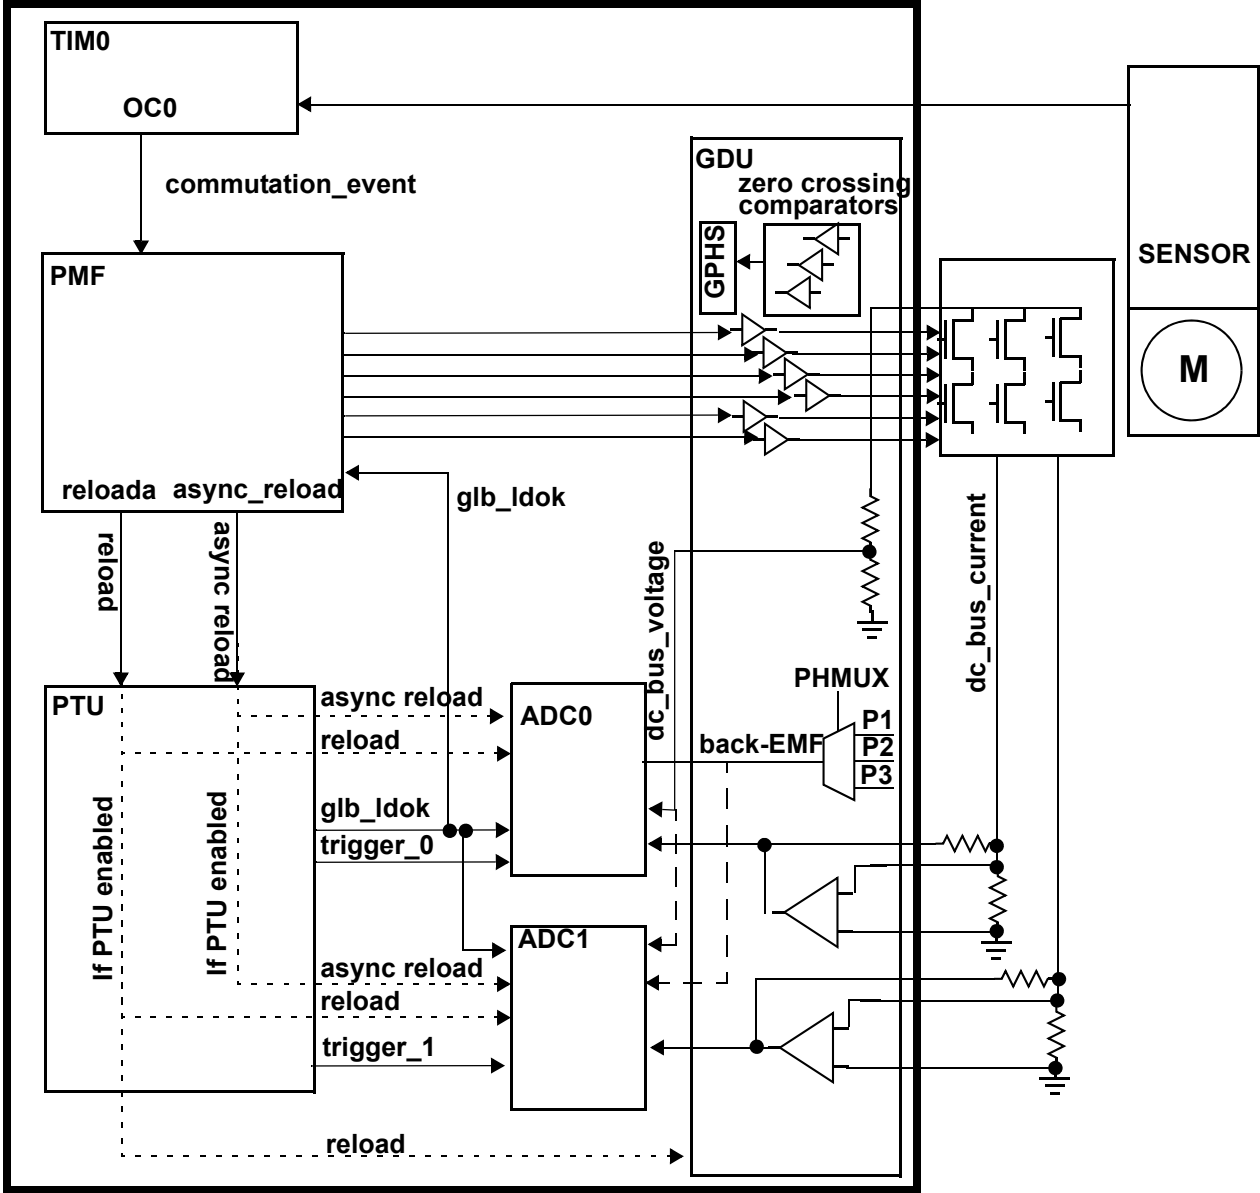 TIM0
OC0
commutation_event
GDU
zero crossing
comparators
GPHS
SENSOR
M
PMF
reloada
async_reload
glb_ldok
reload
async reload
dc_bus_voltage
dc_bus_current
PTU
async reload
reload
ADC0
PHMUX
P1
P2
P3
back-EMF
If PTU enabled
If PTU enabled
glb_ldok
trigger_0
ADC1
async reload
reload
trigger_1
reload